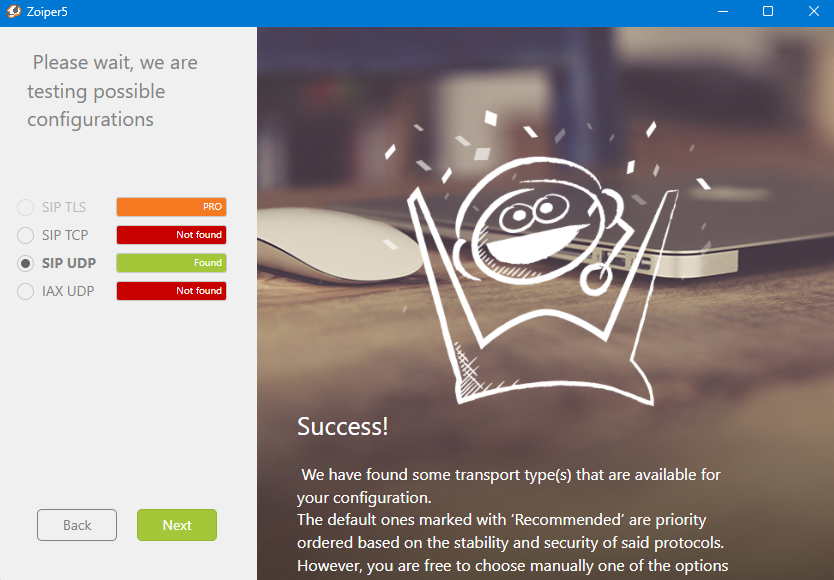 Zoiper5
Please wait, we are
testing possible
configurations
SIP TLS PRO
SIP TCP Not found
SIP UDP Found
IAX UDP Not found
Back Next
Success!
We have found some transport type(s) that are available for
your configuration.
The default ones marked with ‘Recommended’ are priority
ordered based on the stability and security of said protocols.
However, you are free to choose manually one of the options